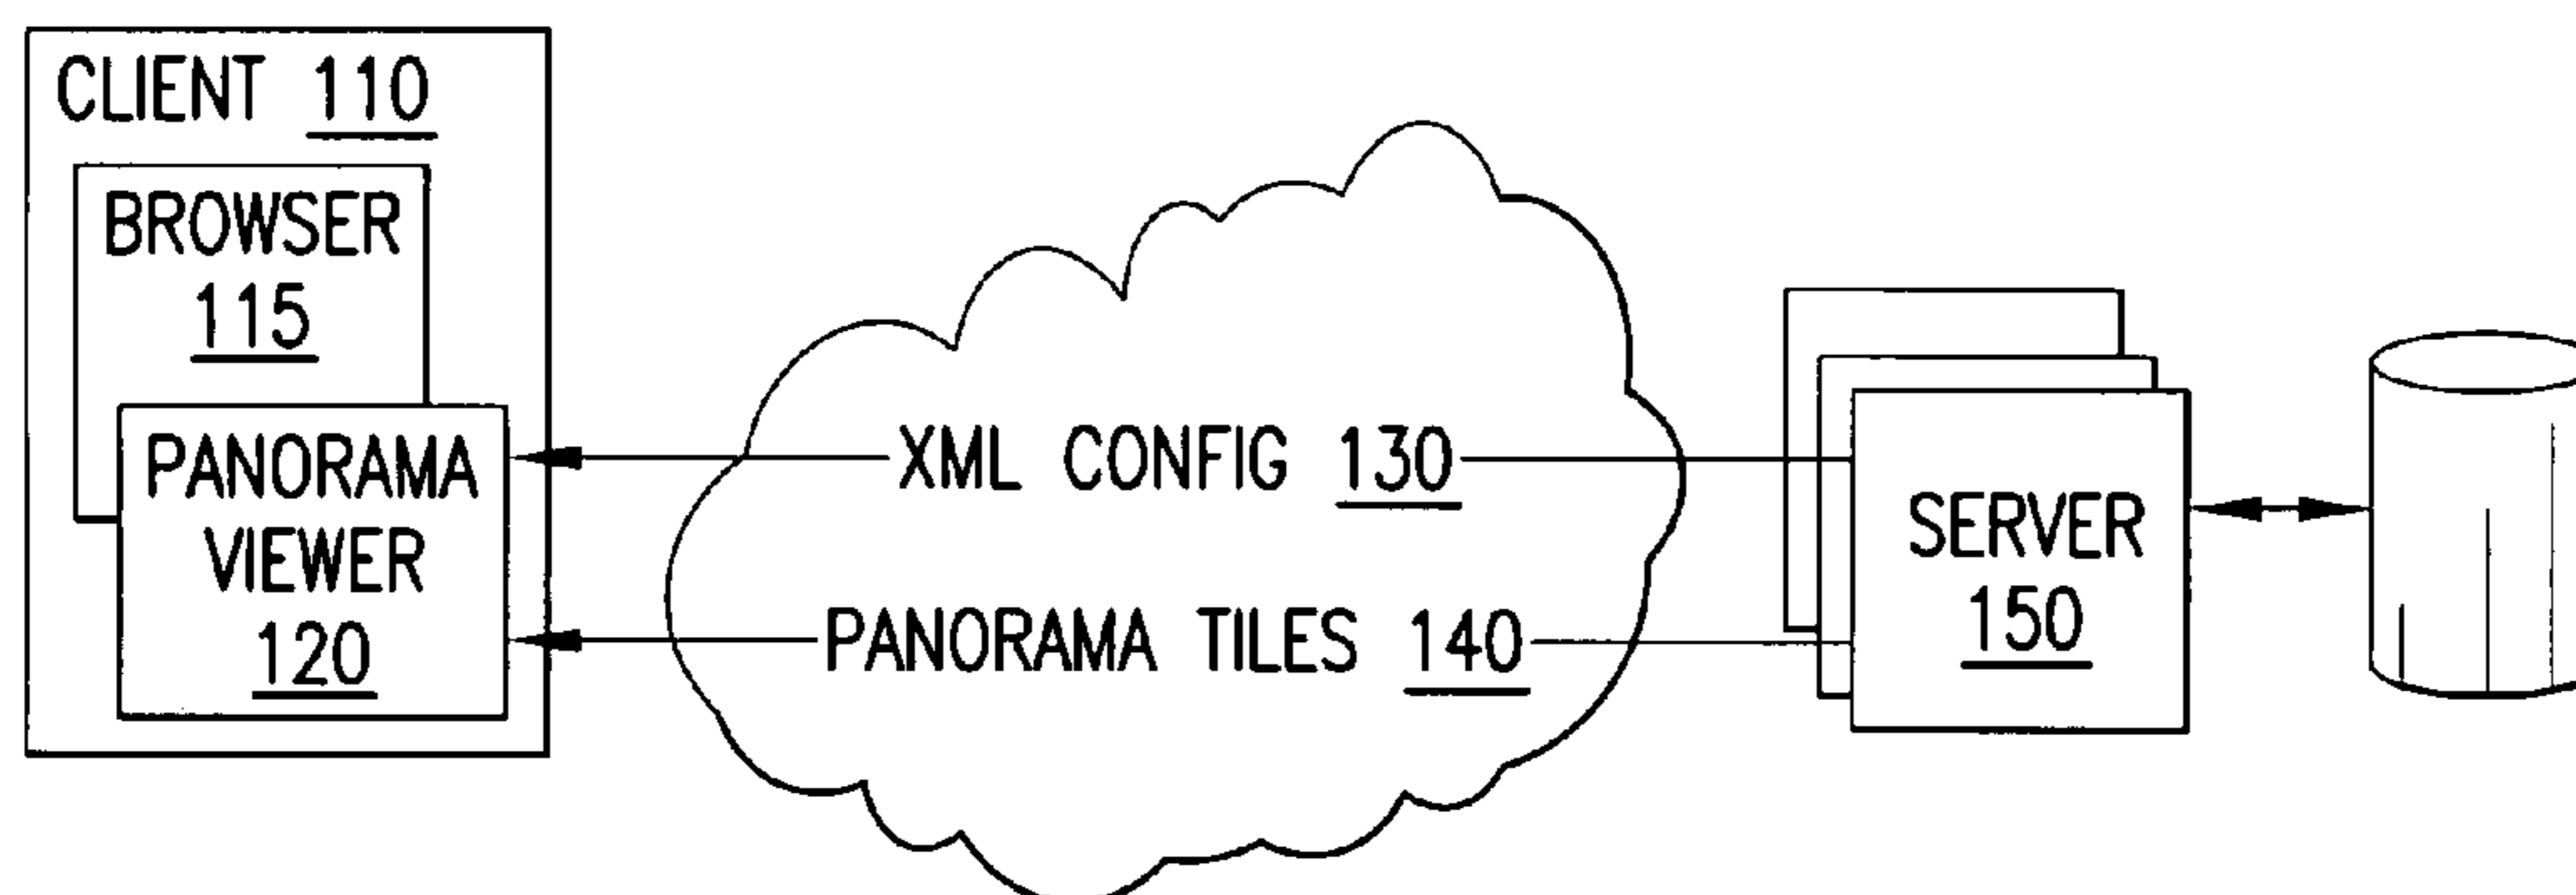 CLIENT 110
BROWSER
115
PANORAMA
VIEWER
120
XML CONFIG 130
PANORAMA TILES 140
SERVER
150